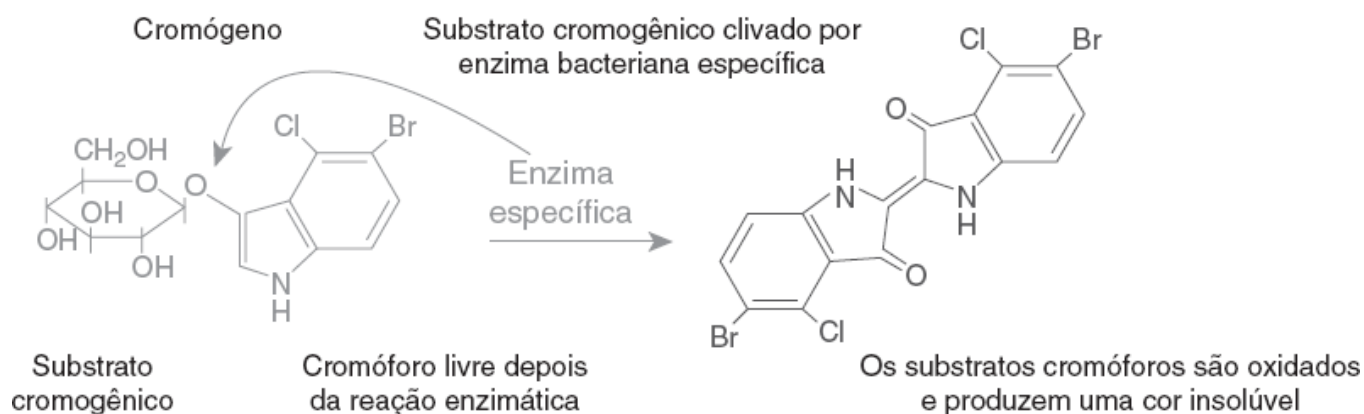 Cromógeno
Substrato cromogênico clivado por
enzima bacteriana específica
Cl
Br
O
CH₂OH
Cl
Br
O
O
Enzima
específica
H
N
N
H
OH
OH
OH
N
H
O
Br
Cl
Substrato
cromogênico
Cromóforo livre depois
da reação enzimática
Os substratos cromóforos são oxidados
e produzem uma cor insolúvel